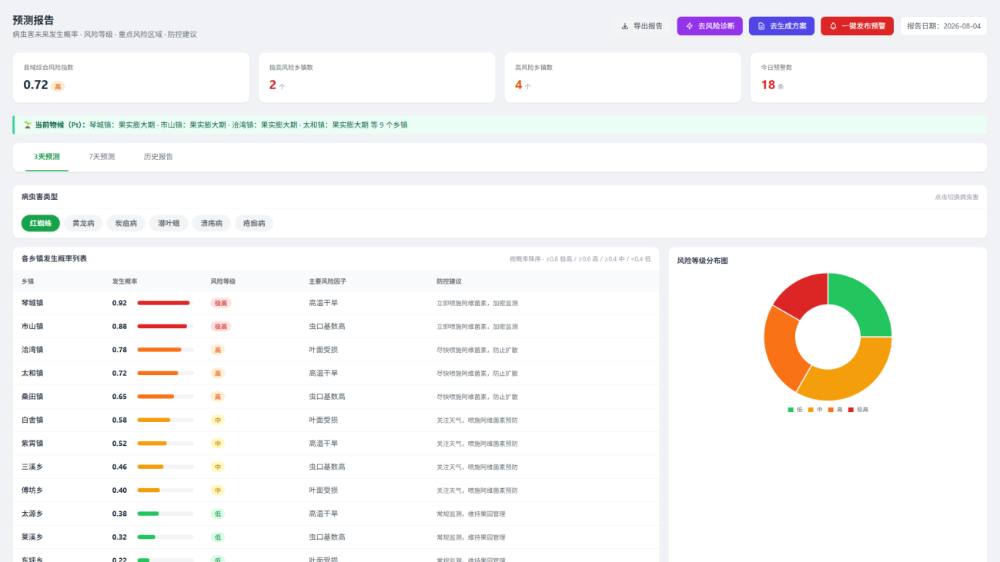 预测报告
病虫害未来发生概率 · 风险等级 · 重点风险区域 · 防控建议
导出报告
去风险诊断
去生成方案
一键发布预警
报告日期：2026-08-04
县域综合风险指数
0.72 高
极高风险乡镇数
2 个
高风险乡镇数
4 个
今日预警数
18 条
当前物候（Pt）：琴城镇：果实膨大期 · 市山镇：果实膨大期 · 洽湾镇：果实膨大期 · 太和镇：果实膨大期 等 9 个乡镇
3天预测 7天预测 历史报告
病虫害类型
点击切换病虫害
红蜘蛛 黄龙病 炭疽病 潜叶蛾 溃疡病 疮痂病
各乡镇发生概率列表
按概率降序 · ≥0.8 极高 / ≥0.6 高 / ≥0.4 中 / <0.4 低
乡镇 发生概率 风险等级 主要风险因子 防控建议
琴城镇 0.92 极高 高温干旱 立即喷施阿维菌素，加密监测
市山镇 0.88 极高 虫口基数高 立即喷施阿维菌素，加密监测
洽湾镇 0.78 高 叶面受损 尽快喷施阿维菌素，防止扩散
太和镇 0.72 高 高温干旱 尽快喷施阿维菌素，防止扩散
桑田镇 0.65 高 虫口基数高 尽快喷施阿维菌素，防止扩散
白舍镇 0.58 中 叶面受损 关注天气，喷施阿维菌素预防
紫霄镇 0.52 中 高温干旱 关注天气，喷施阿维菌素预防
三溪乡 0.46 中 虫口基数高 关注天气，喷施阿维菌素预防
傅坊乡 0.40 中 叶面受损 关注天气，喷施阿维菌素预防
太源乡 0.38 低 高温干旱 常规监测，维持果园管理
莱溪乡 0.32 低 虫口基数高 常规监测，维持果园管理
东坪乡 0.22 低 叶面受损 常规监测，维持果园管理
风险等级分布图
低 中 高 极高